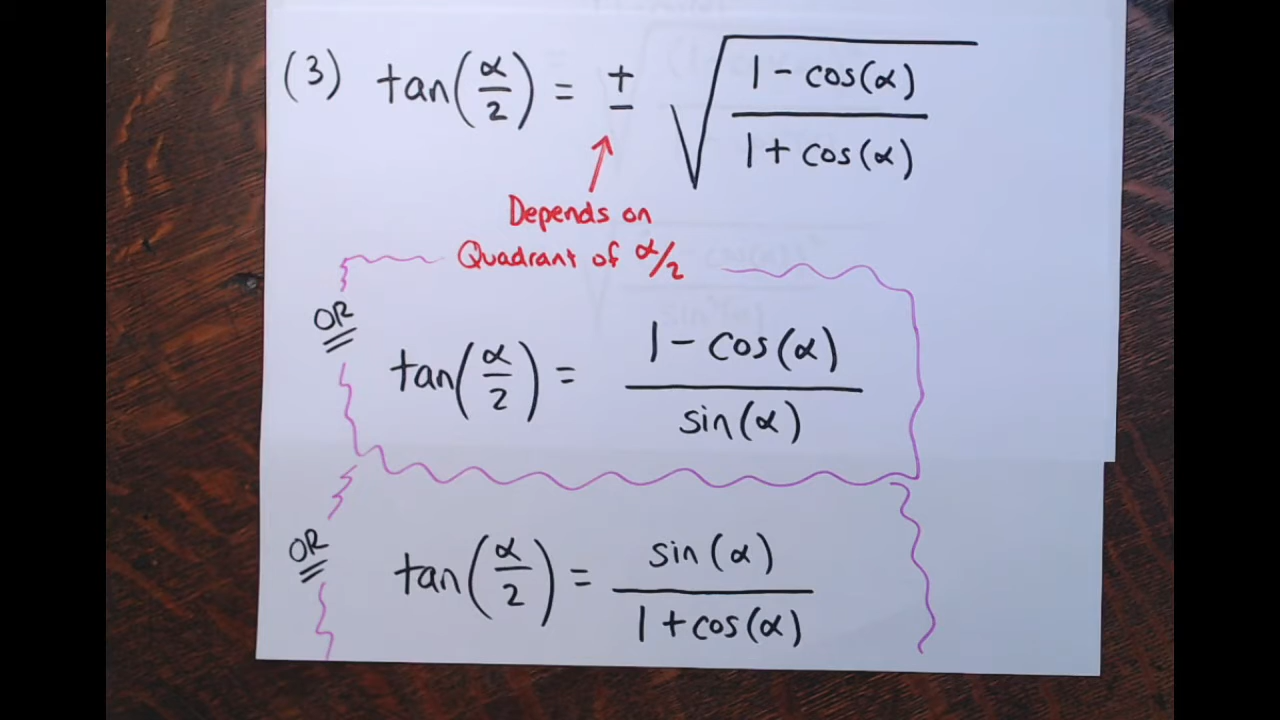 (3) tan(α/2) = ± √((1 - cos(α))/(1 + cos(α)))
Depends on
Quadrant of α/2
OR
tan(α/2) = (1 - cos(α))/(sin(α))
OR
tan(α/2) = (sin(α))/(1 + cos(α))